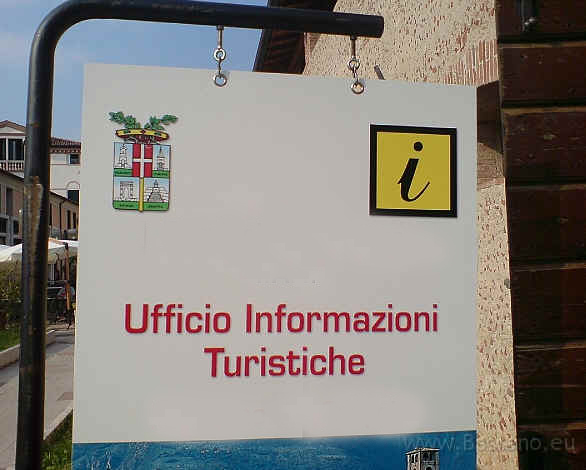 i
Ufficio Informazioni
Turistiche
www.Bassano.eu